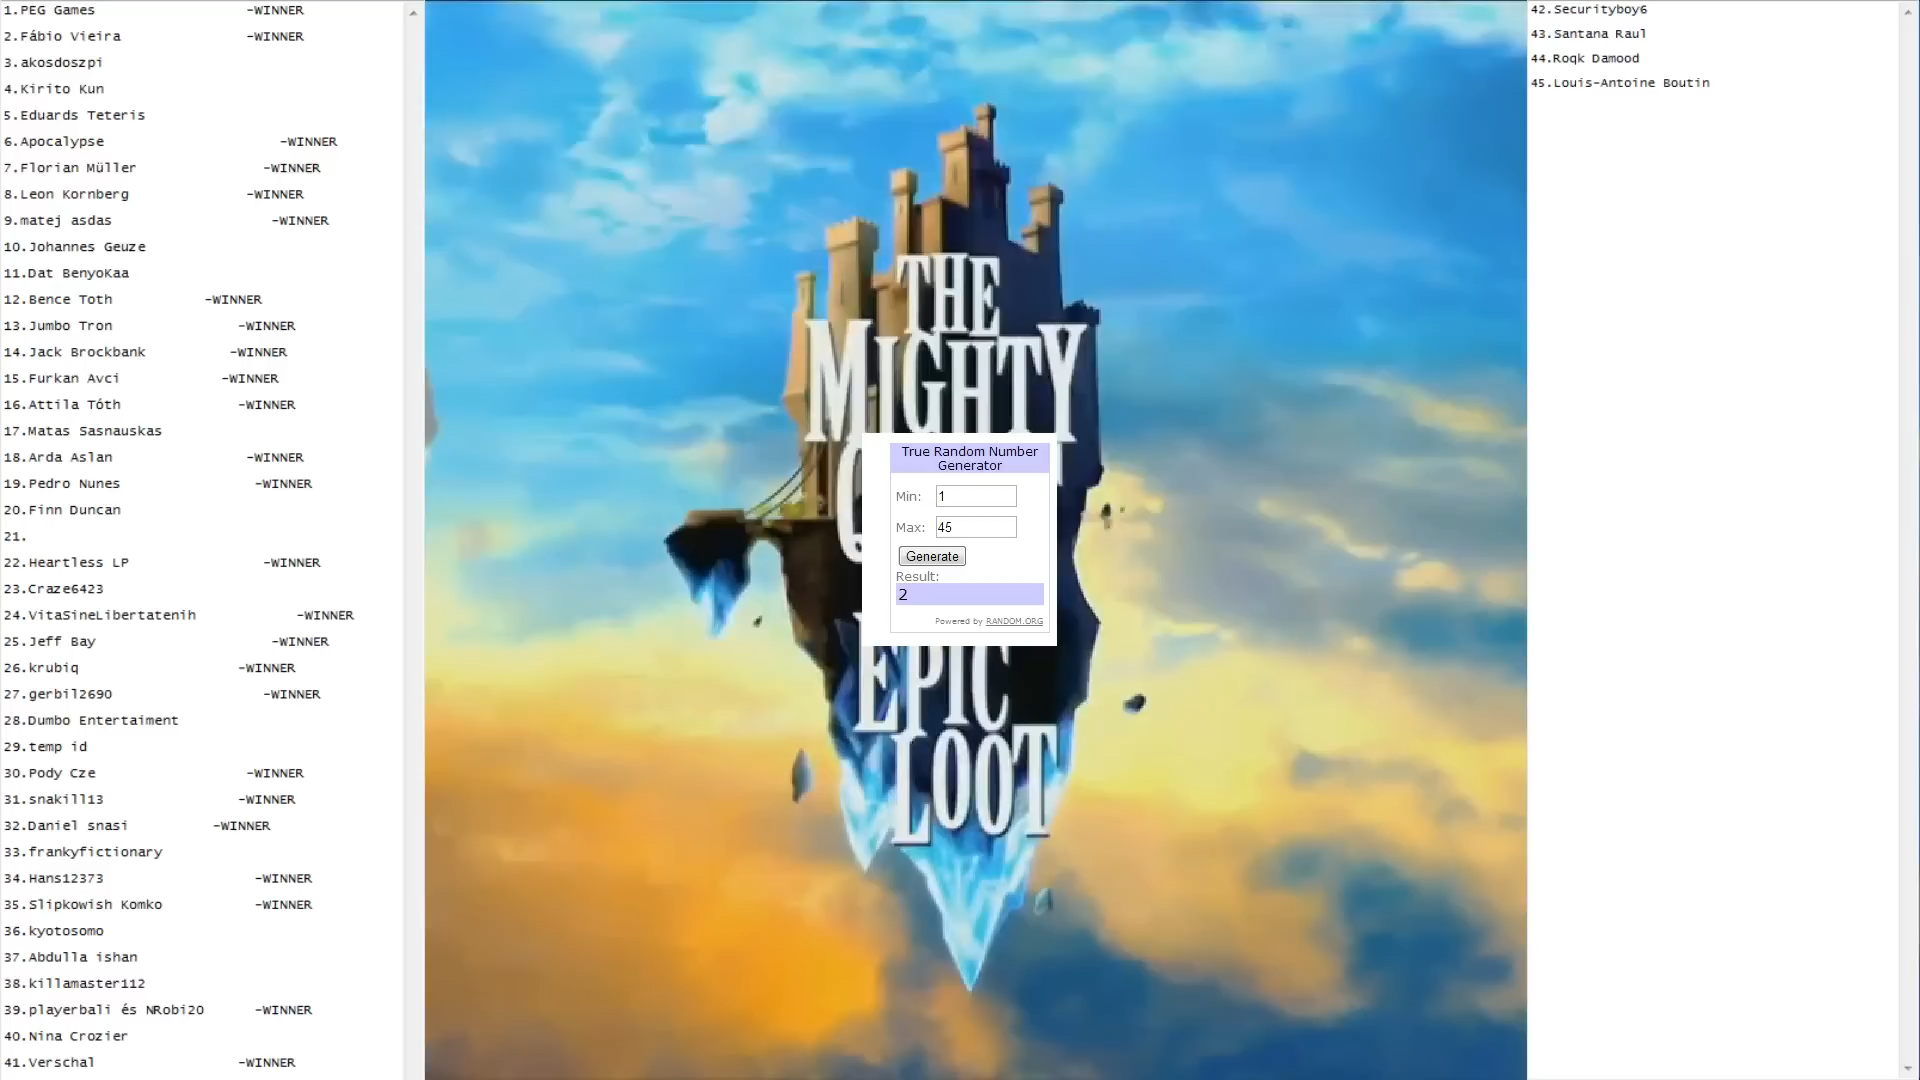 1.PEG Games -WINNER
2.Fábio Vieira -WINNER
3.akosdoszpi
4.Kirito Kun
5.Eduards Teteris
6.Apocalypse -WINNER
7.Florian Müller -WINNER
8.Leon Kornberg -WINNER
9.matej asdas -WINNER
10.Johannes Geuze
11.Dat BenyoKaa
12.Bence Toth -WINNER
13.Jumbo Tron -WINNER
14.Jack Brockbank -WINNER
15.Furkan Avci -WINNER
16.Attila Tóth -WINNER
17.Matas Sasnauskas
18.Arda Aslan -WINNER
19.Pedro Nunes -WINNER
20.Finn Duncan
21.
22.Heartless LP -WINNER
23.Craze6423
24.VitaSineLibertatenih -WINNER
25.Jeff Bay -WINNER
26.krubiq -WINNER
27.gerbil2690 -WINNER
28.Dumbo Entertaiment
29.temp id
30.Pody Cze -WINNER
31.snakill13 -WINNER
32.Daniel snasi -WINNER
33.frankyfictionary
34.Hans12373 -WINNER
35.Slipkowish Komko -WINNER
36.kyotosomo
37.Abdulla ishan
38.killamaster112
39.playerbali és NRobi20 -WINNER
40.Nina Crozier
41.Verschal -WINNER
THE
MIGHTY
True Random Number
Generator
Min: 1
Max: 45
Generate
Result:
2
Powered by RANDOM.ORG
EPIC
LOOT
42.Securityboy6
43.Santana Raul
44.Roqk Damood
45.Louis-Antoine Boutin